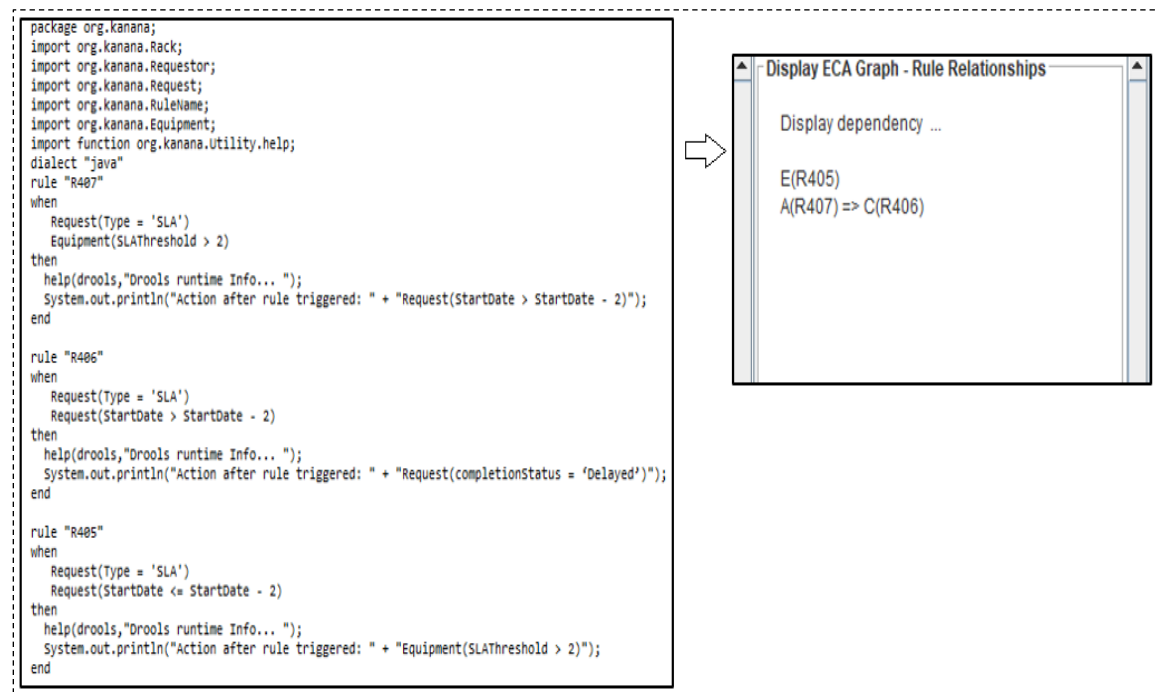 package org.kanana;
import org.kanana.Rack;
import org.kanana.Requestor;
import org.kanana.Request;
import org.kanana.RuleName;
import org.kanana.Equipment;
import function org.kanana.Utility.help;
dialect "java"
rule "R407"
when
Request(Type = 'SLA')
Equipment(SLAThreshold > 2)
then
help(drools,"Drools runtime Info... ");
System.out.println("Action after rule triggered: " + "Request(StartDate > StartDate - 2)");
end
rule "R406"
when
Request(Type = 'SLA')
Request(StartDate > StartDate - 2)
then
help(drools,"Drools runtime Info... ");
System.out.println("Action after rule triggered: " + "Request(completionStatus = ‘Delayed’)");
end
rule "R405"
when
Request(Type = 'SLA')
Request(StartDate <= StartDate - 2)
then
help(drools,"Drools runtime Info... ");
System.out.println("Action after rule triggered: " + "Equipment(SLAThreshold > 2)");
end
Display ECA Graph - Rule Relationships
Display dependency ...
E(R405)
A(R407) => C(R406)